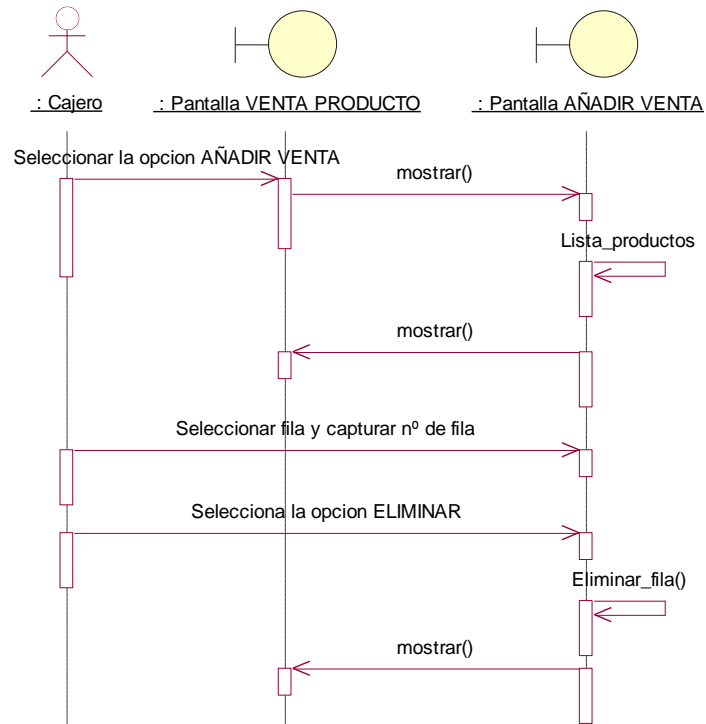 : Cajero
: Pantalla VENTA PRODUCTO
: Pantalla AÑADIR VENTA
Seleccionar la opcion AÑADIR VENTA
mostrar()
Lista_productos
mostrar()
Seleccionar fila y capturar nº de fila
Selecciona la opcion ELIMINAR
Eliminar_fila()
mostrar()